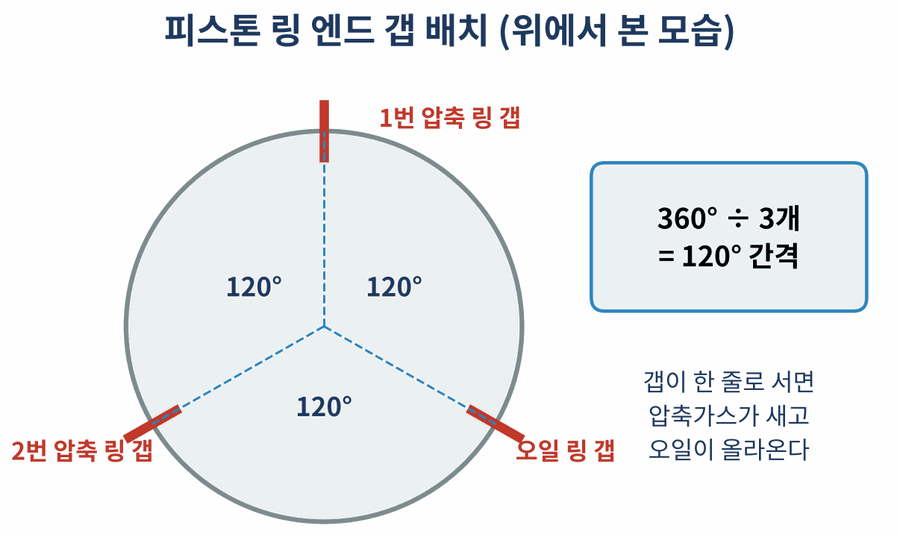 피스톤 링 엔드 갭 배치 (위에서 본 모습)
1번 압축 링 갭
360° ÷ 3개
= 120° 간격
120°
120°
120°
갭이 한 줄로 서면
압축가스가 새고
오일이 올라온다
2번 압축 링 갭
오일 링 갭